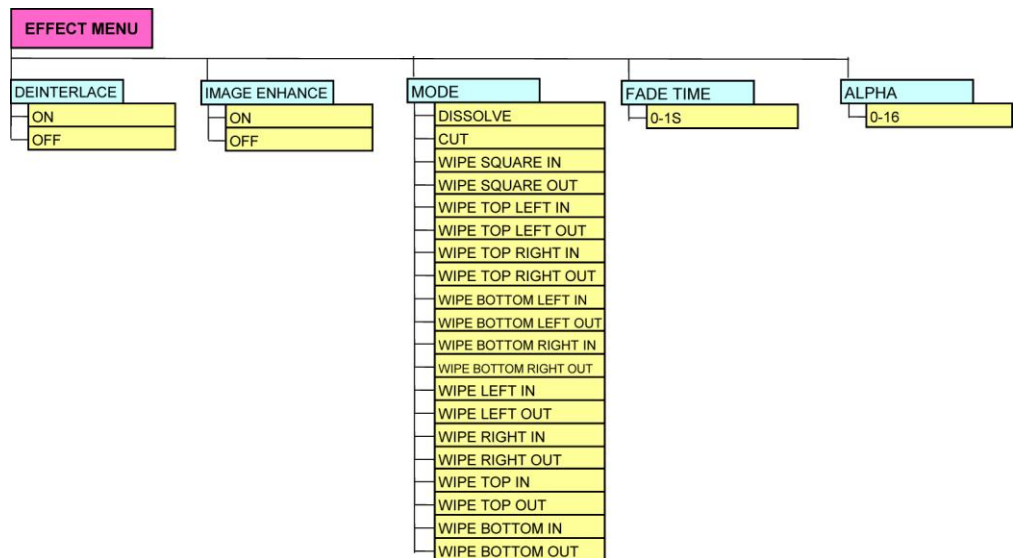 EFFECT MENU
DEINTERLACE
ON
OFF
IMAGE ENHANCE
ON
OFF
MODE
DISSOLVE
CUT
WIPE SQUARE IN
WIPE SQUARE OUT
WIPE TOP LEFT IN
WIPE TOP LEFT OUT
WIPE TOP RIGHT IN
WIPE TOP RIGHT OUT
WIPE BOTTOM LEFT IN
WIPE BOTTOM LEFT OUT
WIPE BOTTOM RIGHT IN
WIPE BOTTOM RIGHT OUT
WIPE LEFT IN
WIPE LEFT OUT
WIPE RIGHT IN
WIPE RIGHT OUT
WIPE TOP IN
WIPE TOP OUT
WIPE BOTTOM IN
WIPE BOTTOM OUT
FADE TIME
0-1S
ALPHA
0-16